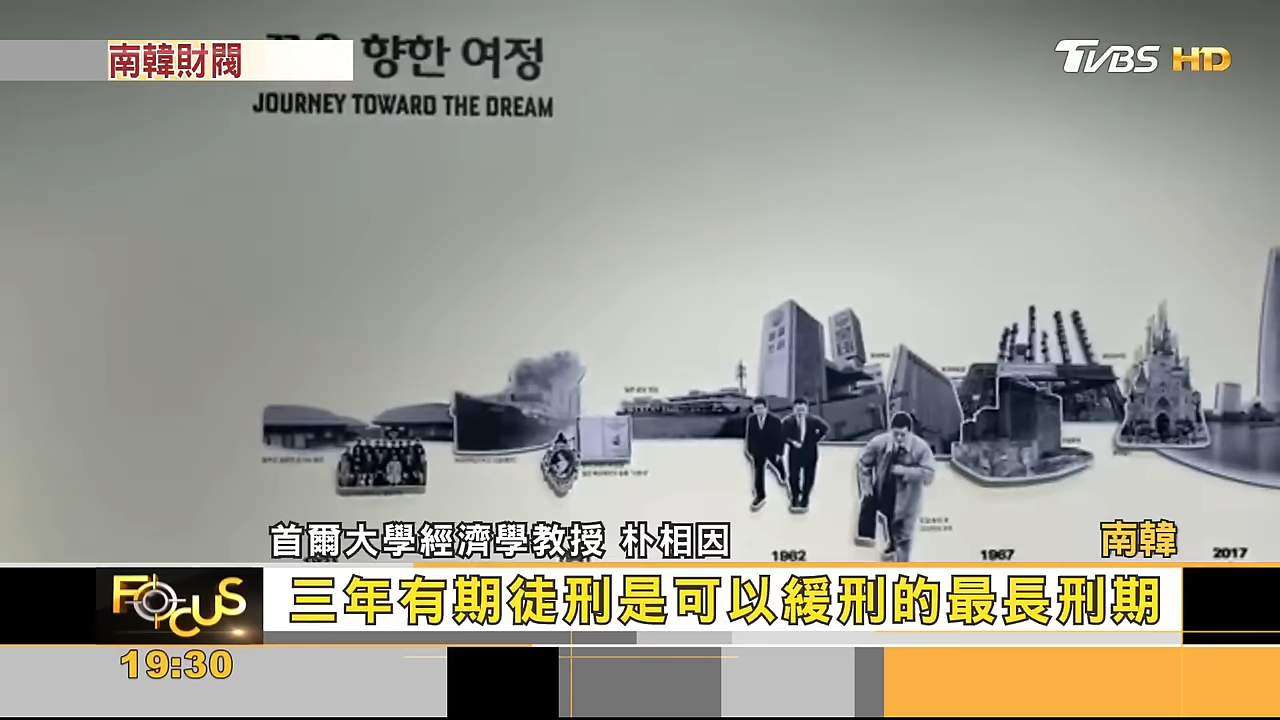 南韓財閥
향한 여정
TVBS HD
JOURNEY TOWARD THE DREAM
首爾大學經濟學教授 朴相因
南韓
1962
1967
2017
FOCUS
三年有期徒刑是可以緩刑的最長刑期
19:30